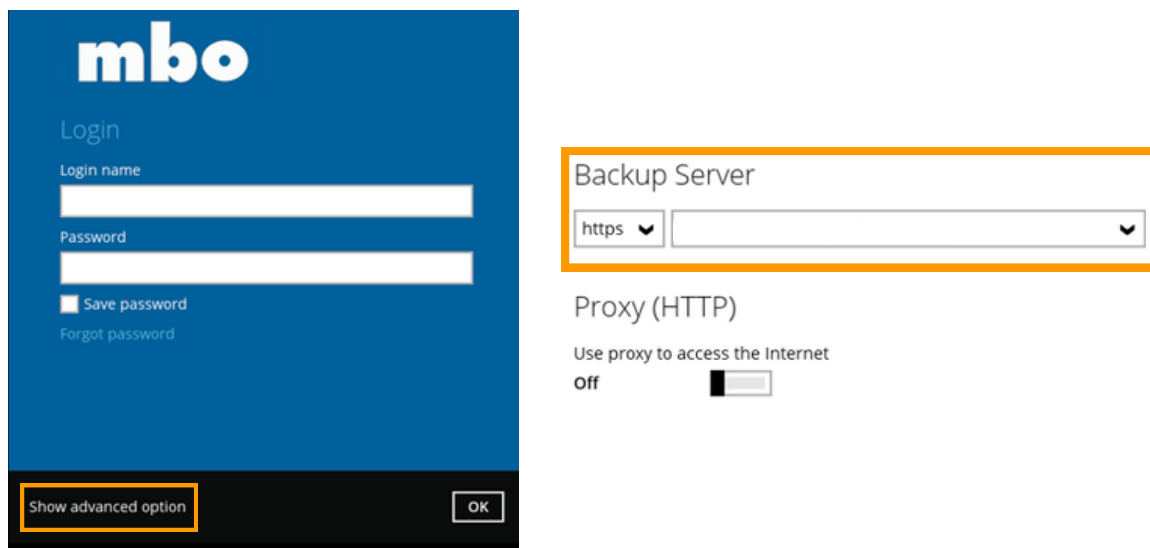 mbo
Login
Login name
Password
Save password
Forgot password
Show advanced option
OK
Backup Server
https
Proxy (HTTP)
Use proxy to access the Internet
Off